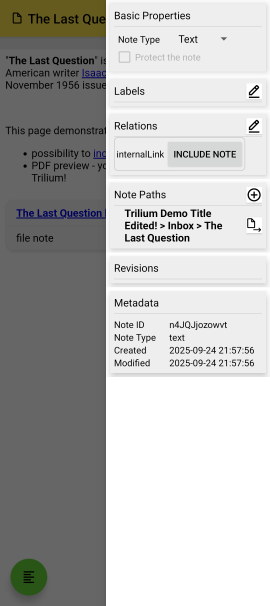 The Last Que
"The Last Question" is
American writer Isaac
November 1956 issue
This page demonstrat
possibility to inc
PDF preview - yo
Trilium!
The Last Question
file note
Basic Properties
Note Type Text
Protect the note
Labels
Relations
internalLink INCLUDE NOTE
Note Paths
Trilium Demo Title
Edited! > Inbox > The
Last Question
Revisions
Metadata
Note ID n4JQJjozowvt
Note Type text
Created 2025-09-24 21:57:56
Modified 2025-09-24 21:57:56